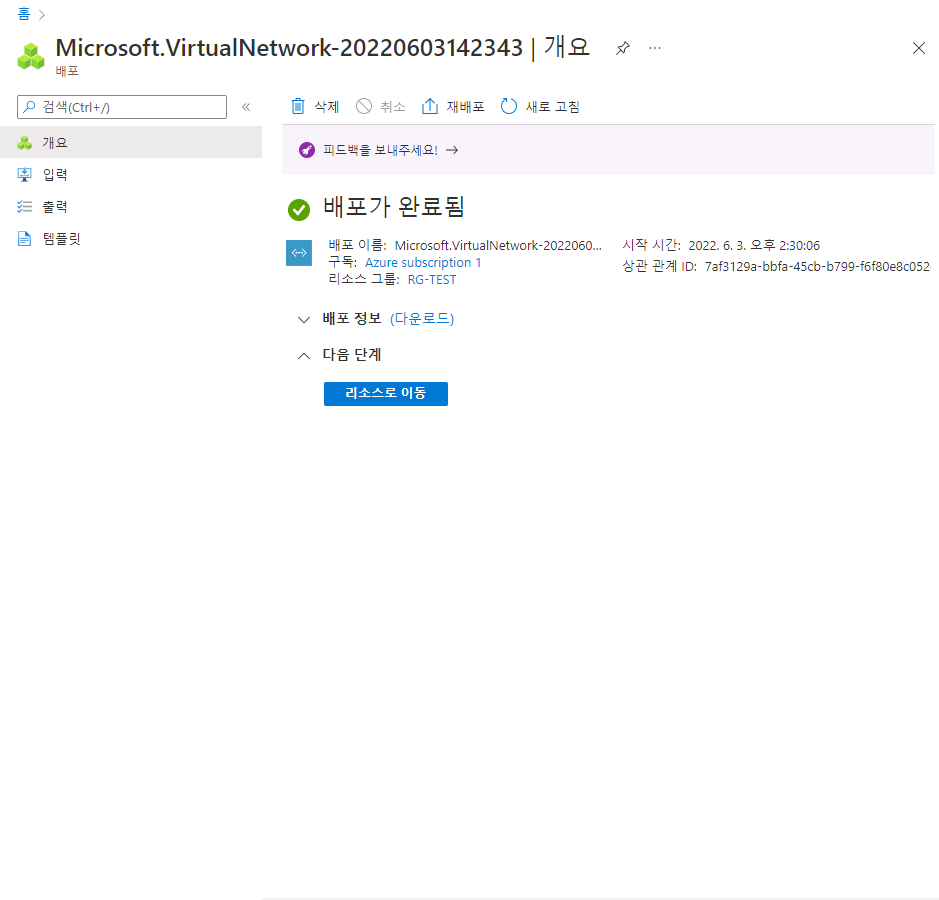 홈
Microsoft.VirtualNetwork-20220603142343 | 개요 ...
배포
검색(Ctrl+/) «
삭제 취소 재배포 새로 고침
개요
입력
출력
템플릿
피드백을 보내주세요! →
배포가 완료됨
배포 이름: Microsoft.VirtualNetwork-2022060... 시작 시간: 2022. 6. 3. 오후 2:30:06
구독: Azure subscription 1 상관 관계 ID: 7af3129a-bbfa-45cb-b799-f6f80e8c052
리소스 그룹: RG-TEST
배포 정보 (다운로드)
다음 단계
리소스로 이동